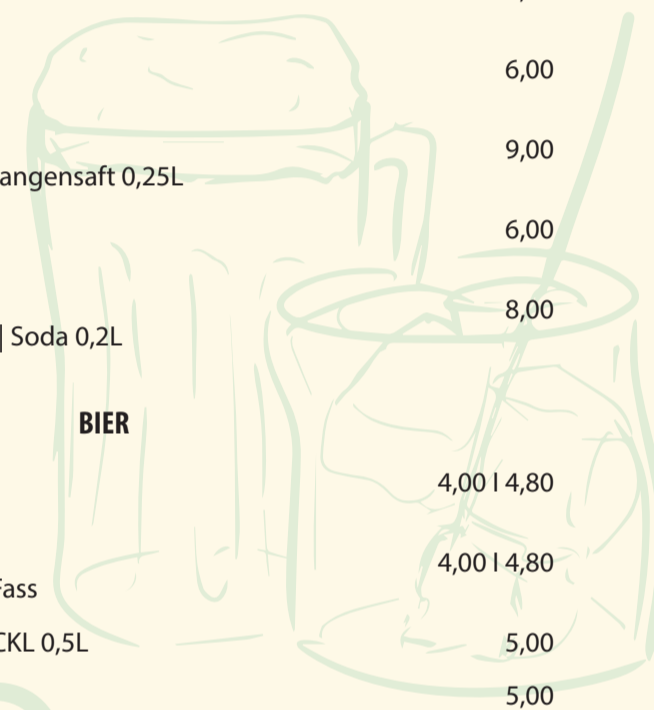 6,00
9,00
angensaft 0,25L
6,00
8,00
| Soda 0,2L
BIER
4,00 I 4,80
4,00 I 4,80
Fass
CKL 0,5L 5,00
5,00